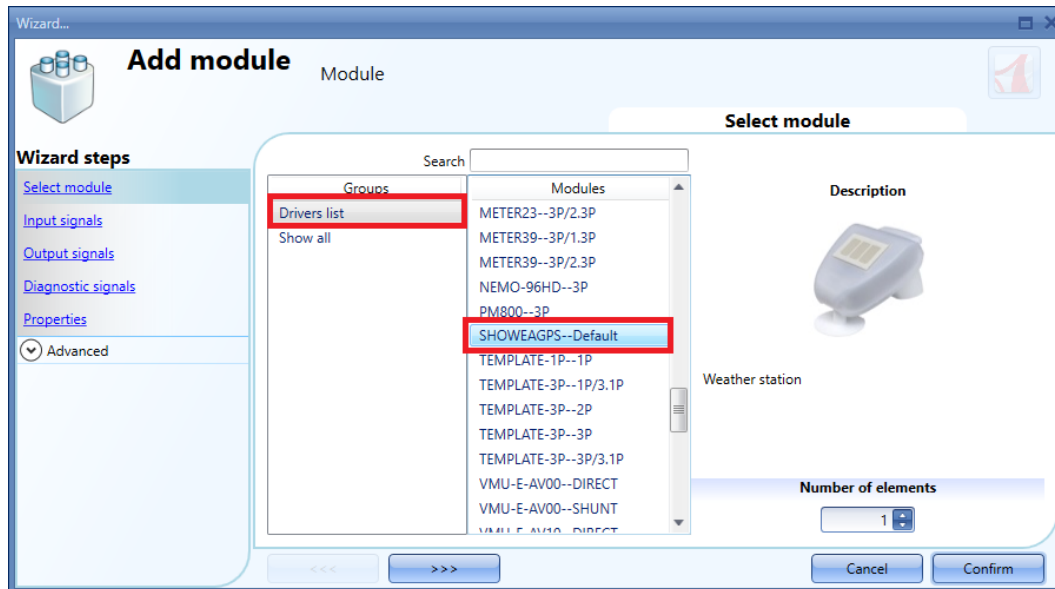 Wizard...
Add module
Module
Select module
Wizard steps
Select module
Input signals
Output signals
Diagnostic signals
Properties
Advanced
Search
Groups
Drivers list
Show all
Modules
METER23--3P/2.3P
METER39--3P/1.3P
METER39--3P/2.3P
NEMO-96HD--3P
PM800--3P
SHOWEAGPS--Default
TEMPLATE-1P--1P
TEMPLATE-3P--1P/3.1P
TEMPLATE-3P--2P
TEMPLATE-3P--3P
TEMPLATE-3P--3P/3.1P
VMU-E-AV00--DIRECT
VMU-E-AV00--SHUNT
VMU-E-AV10--DIRECT
Description
Weather station
Number of elements
1
<<<
>>>
Cancel
Confirm